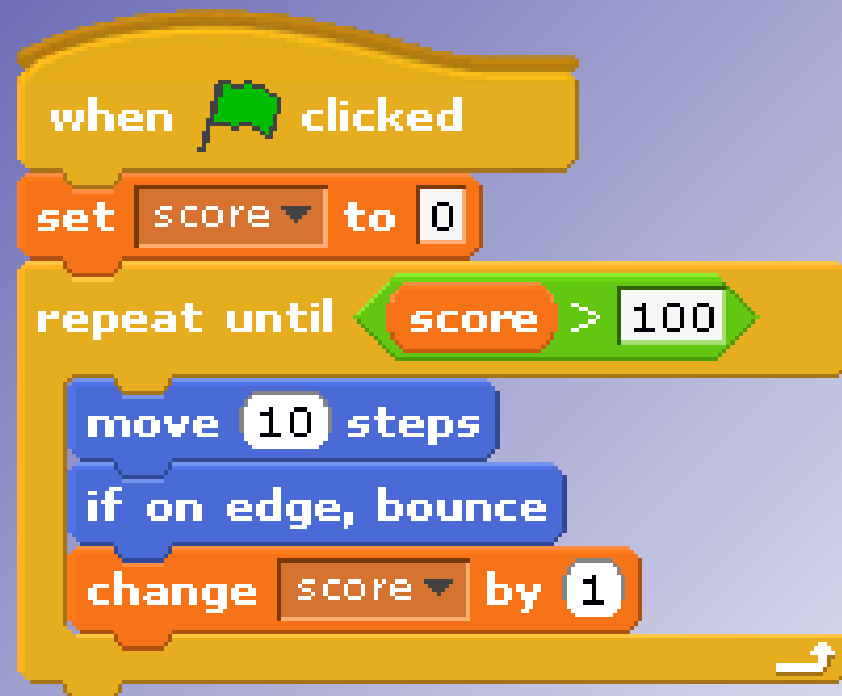 when clicked
set score to 0
repeat until score > 100
move 10 steps
if on edge, bounce
change score by 1